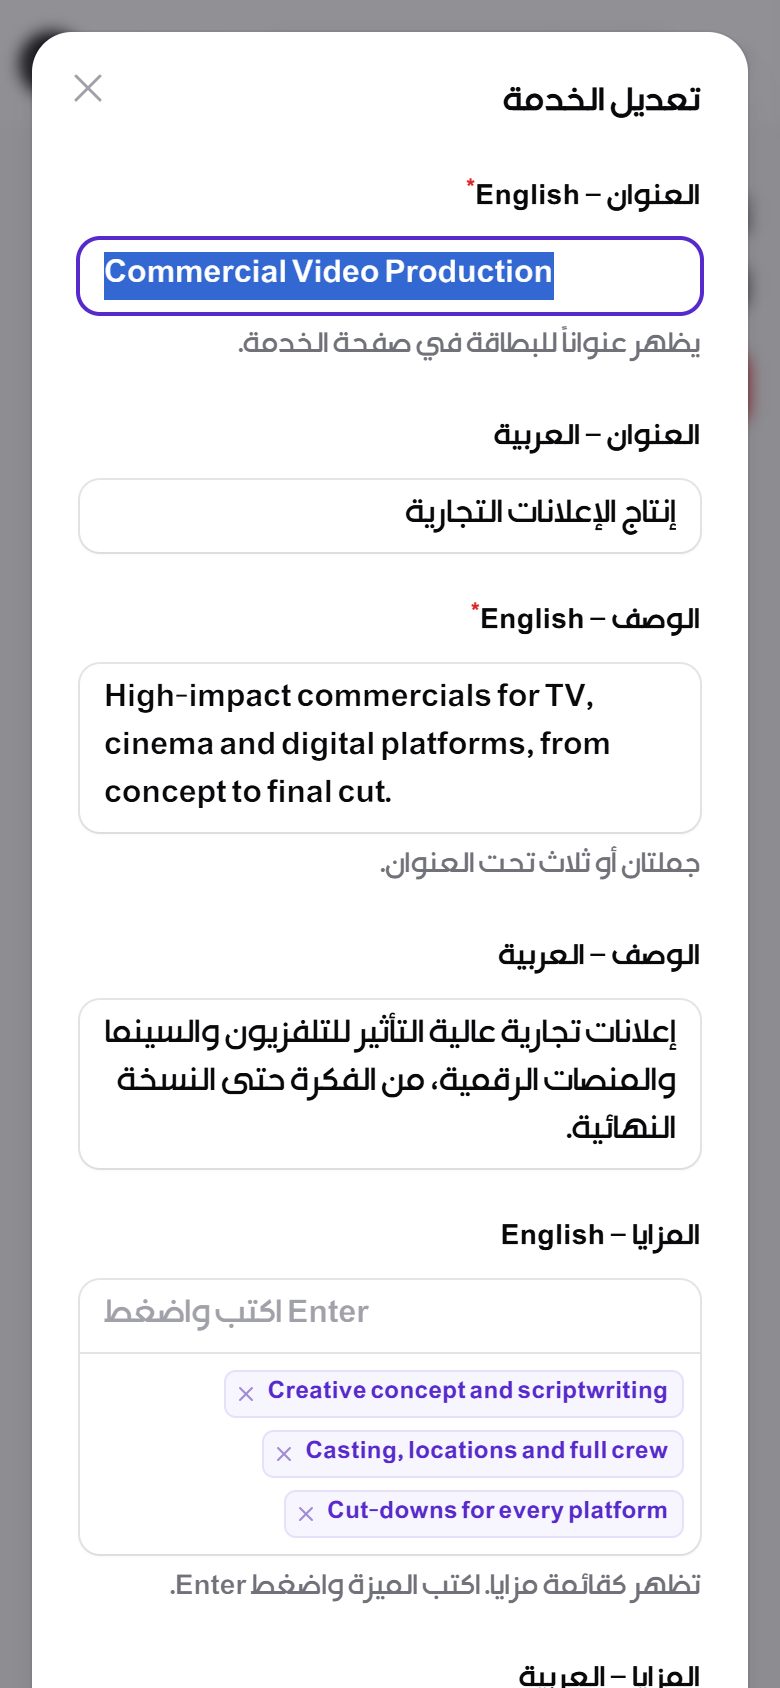 تعديل الخدمة
العنوان – English*
Commercial Video Production
يظهر عنواناً للبطاقة في صفحة الخدمة.
العنوان – العربية
إنتاج الإعلانات التجارية
الوصف – English*
High-impact commercials for TV,
cinema and digital platforms, from
concept to final cut.
جملتان أو ثلاث تحت العنوان.
الوصف – العربية
إعلانات تجارية عالية التأثير للتلفزيون والسينما
والمنصات الرقمية، من الفكرة حتى النسخة
النهائية.
المزايا – English
اكتب واضغط Enter
Creative concept and scriptwriting
Casting, locations and full crew
Cut-downs for every platform
تظهر كقائمة مزايا. اكتب الميزة واضغط Enter.
المزايا – العربية